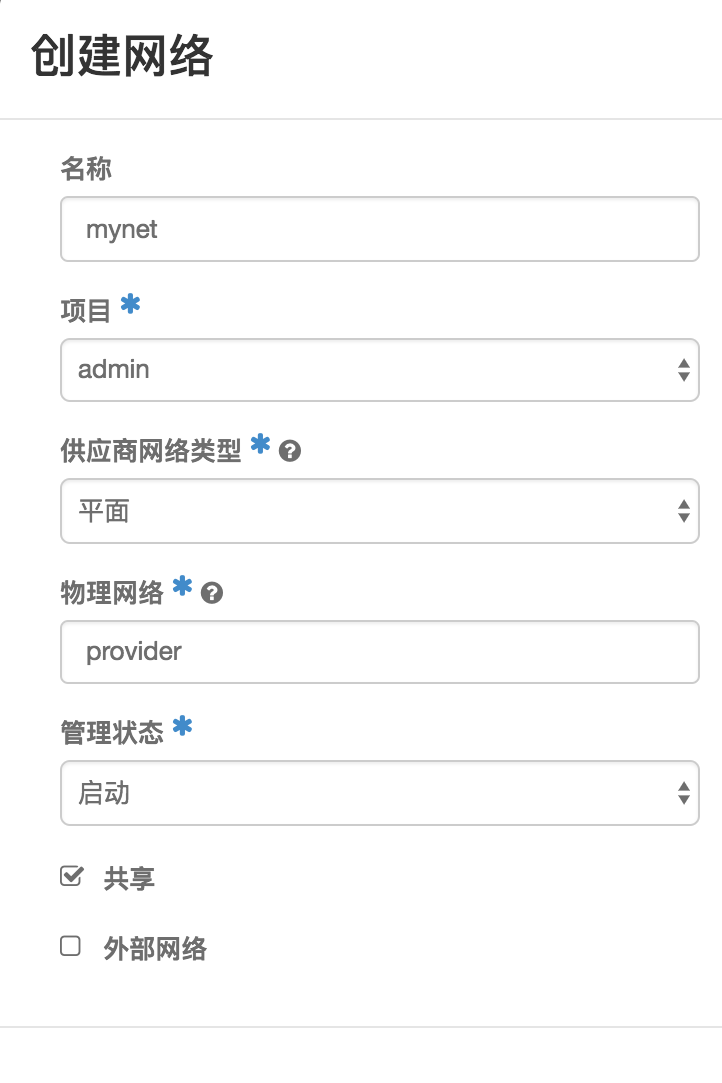 创建网络
名称
mynet
项目 *
admin
供应商网络类型 * ?
平面
物理网络 * ?
provider
管理状态 *
启动
共享
外部网络